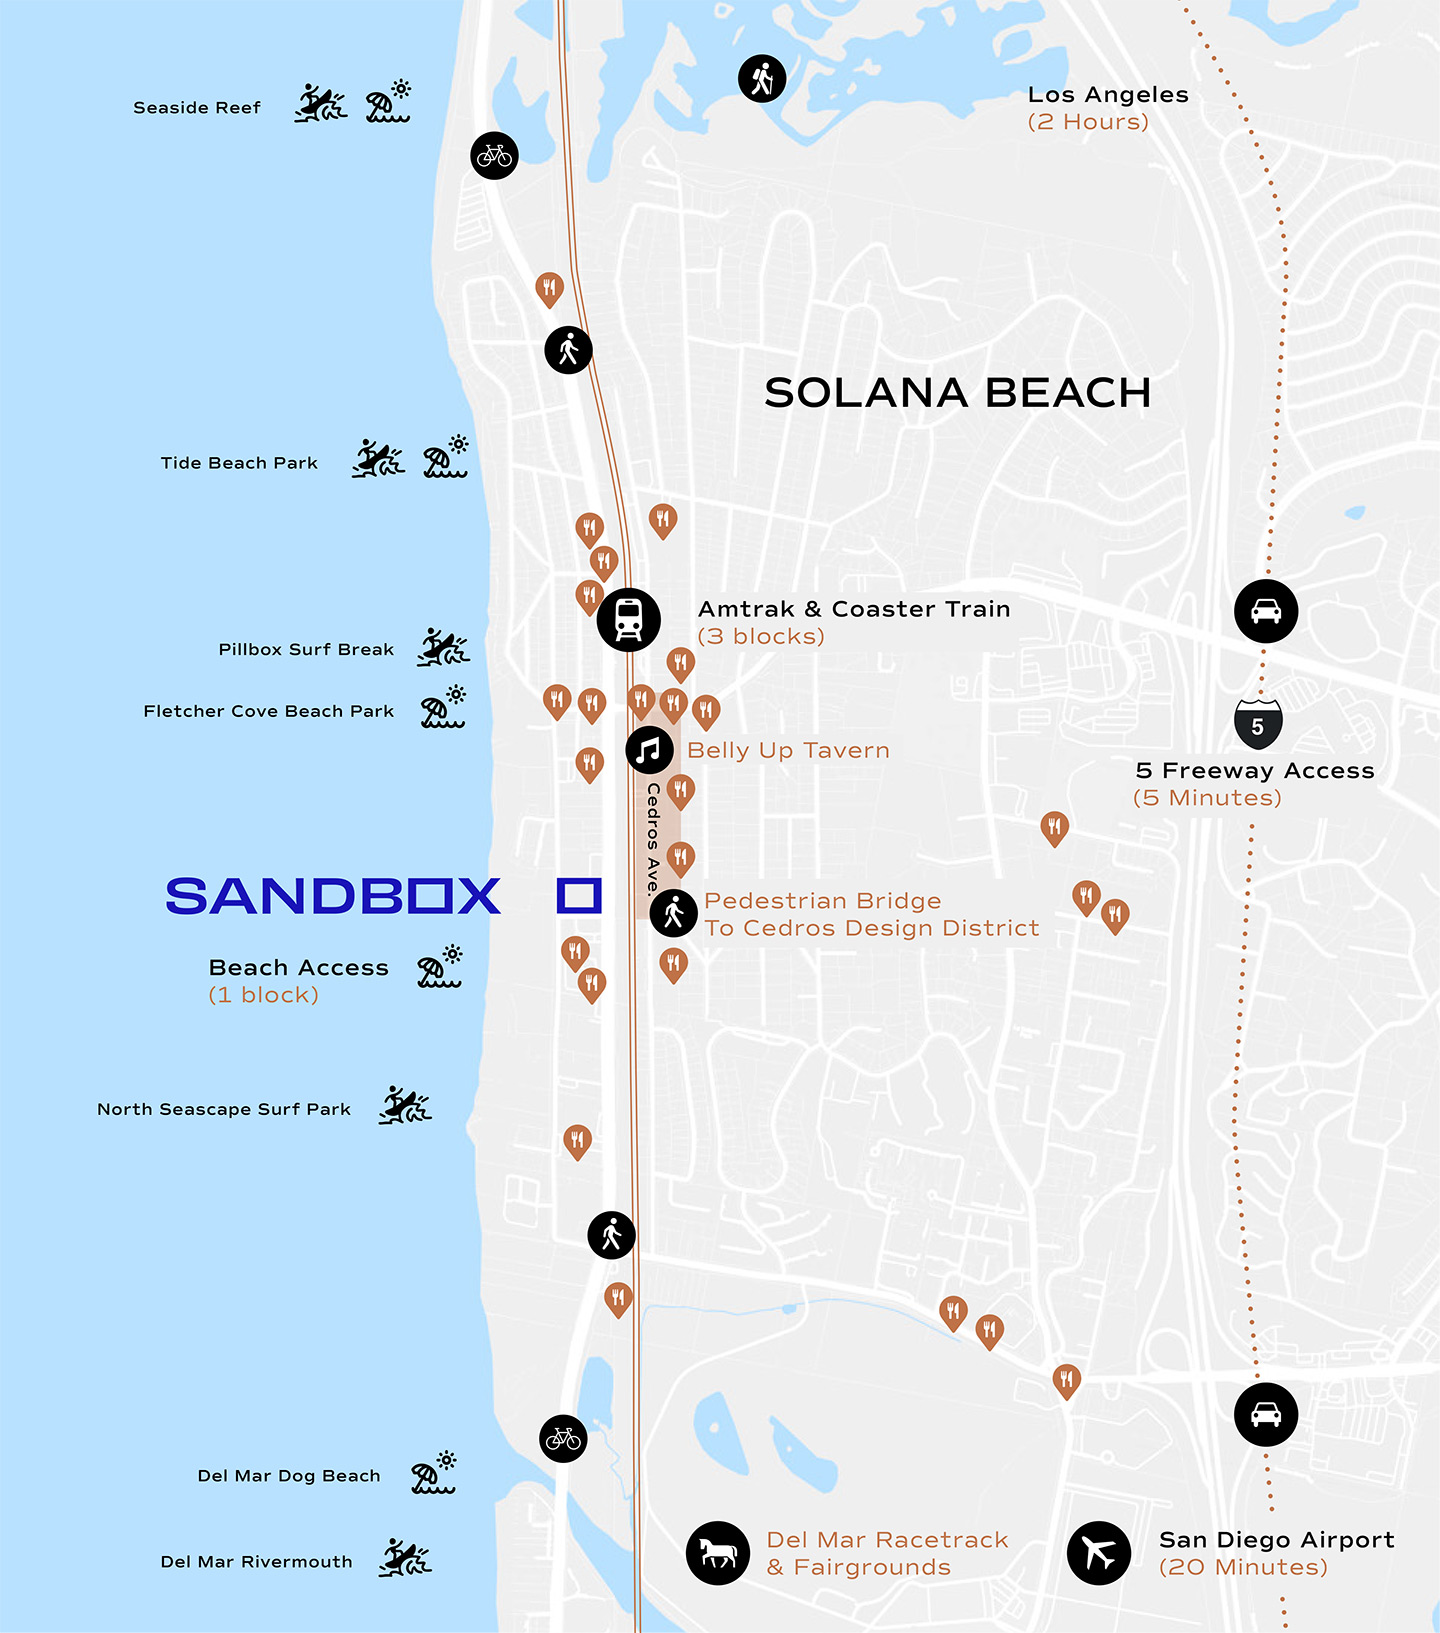 Seaside Reef
Los Angeles
(2 Hours)
SOLANA BEACH
Tide Beach Park
Amtrak & Coaster Train
(3 blocks)
Pillbox Surf Break
Fletcher Cove Beach Park
5
Belly Up Tavern
5 Freeway Access
(5 Minutes)
Cedros Ave.
SANDBOX
Pedestrian Bridge
To Cedros Design District
Beach Access
(1 block)
North Seascape Surf Park
Del Mar Dog Beach
Del Mar Rivermouth
Del Mar Racetrack
& Fairgrounds
San Diego Airport
(20 Minutes)